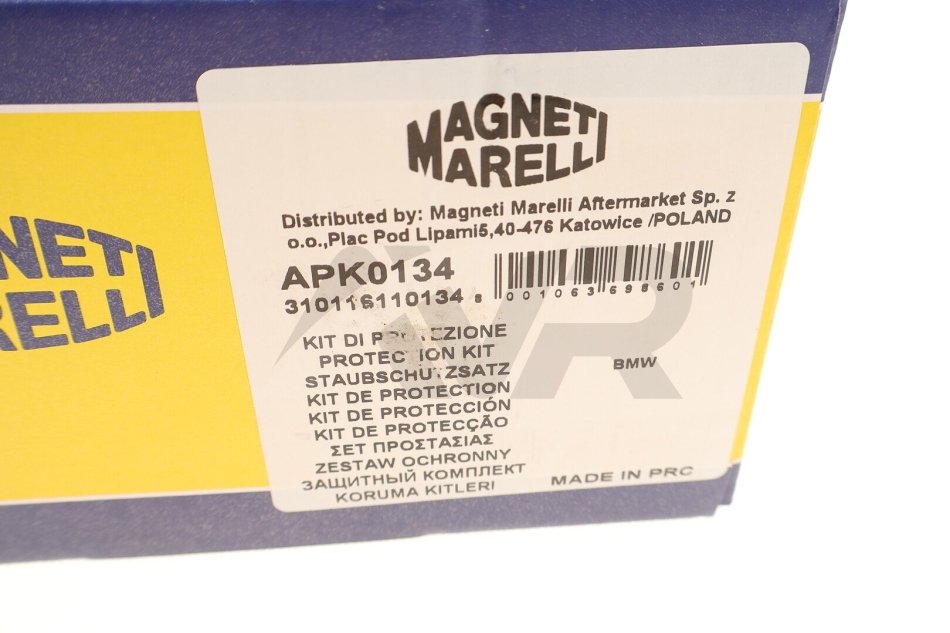 MAGNETI
MARELLI
Distributed by: Magneti Marelli Aftermarket Sp. z
o.o.,Plac Pod Lipami5,40-476 Katowice /POLAND
APK0134
310116110134
8 001063 698601
KIT DI PROTEZIONE
PROTECTION KIT
STAUBSCHUTZSATZ
KIT DE PROTECTION
KIT DE PROTECCIÓN
KIT DE PROTECÇÃO
ΣΕΤ ΠΡΟΣΤΑΣΙΑΣ
ZESTAW OCHRONNY
ЗАЩИТНЫЙ КОМПЛЕКТ
KORUMA KITLERI
BMW
MADE IN PRC
NETI
RELLI